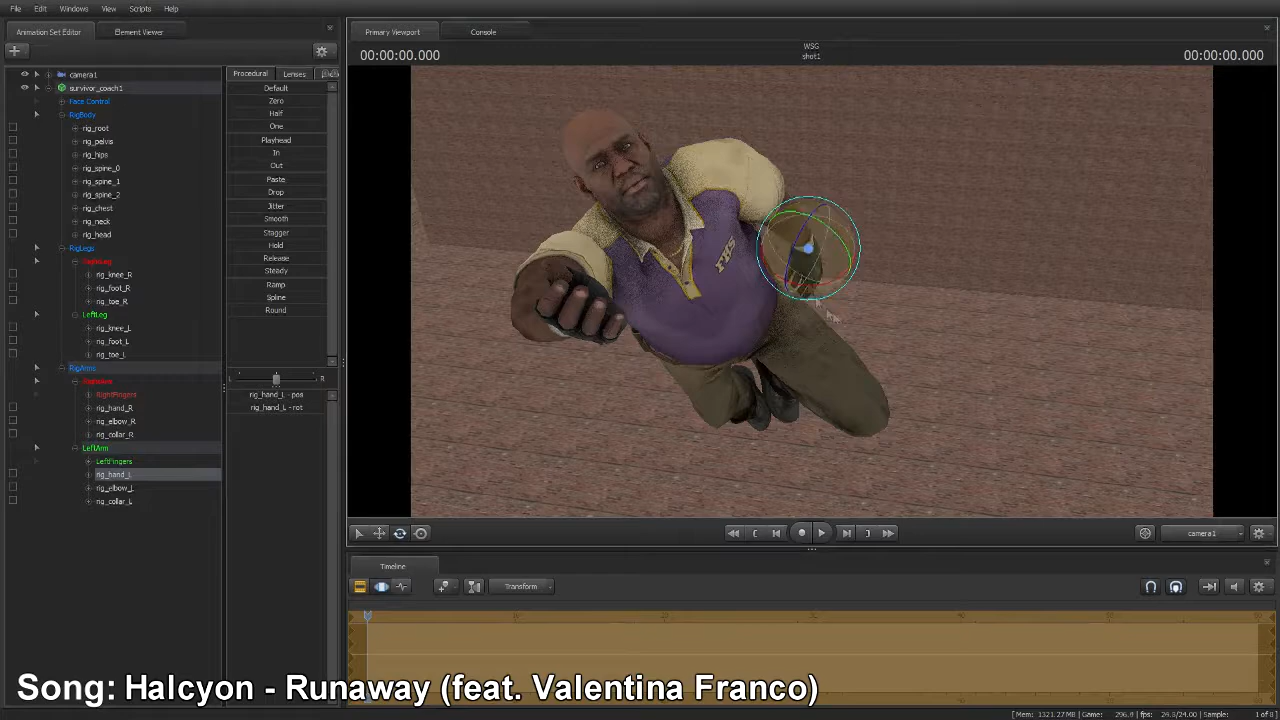 File Edit Windows View Scripts Help
Animation Set Editor Element Viewer
Primary Viewport Console
00:00:00.000 WSG 00:00:00.000
shot1
camera1
survivor_coach1
Face Control
RigBody
rig_root
rig_pelvis
rig_hips
rig_spine_0
rig_spine_1
rig_spine_2
rig_chest
rig_neck
rig_head
RigLegs
rig_knee_R
rig_foot_R
rig_toe_R
LeftLeg
rig_knee_L
rig_foot_L
rig_toe_L
RigArms
RightFingers
rig_hand_R
rig_elbow_R
rig_collar_R
LeftArm
LeftFingers
rig_hand_L
rig_elbow_L
rig_collar_L
Procedural Lenses
Default
Zero
Half
One
Playhead
In
Out
Paste
Drop
Jitter
Smooth
Stagger
Hold
Release
Steady
Ramp
Spline
Round
L R
rig_hand_L - pos
rig_hand_L - rot
FHS
camera1
Timeline
Transform
Song: Halcyon - Runaway (feat. Valentina Franco)